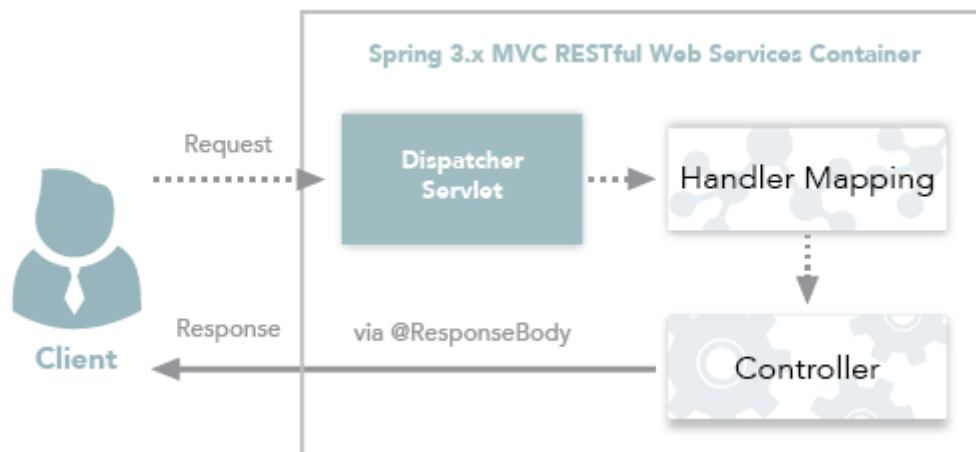 Spring 3.x MVC RESTful Web Services Container
Request
Dispatcher
Servlet
Handler Mapping
Response
via @ResponseBody
Client
Controller